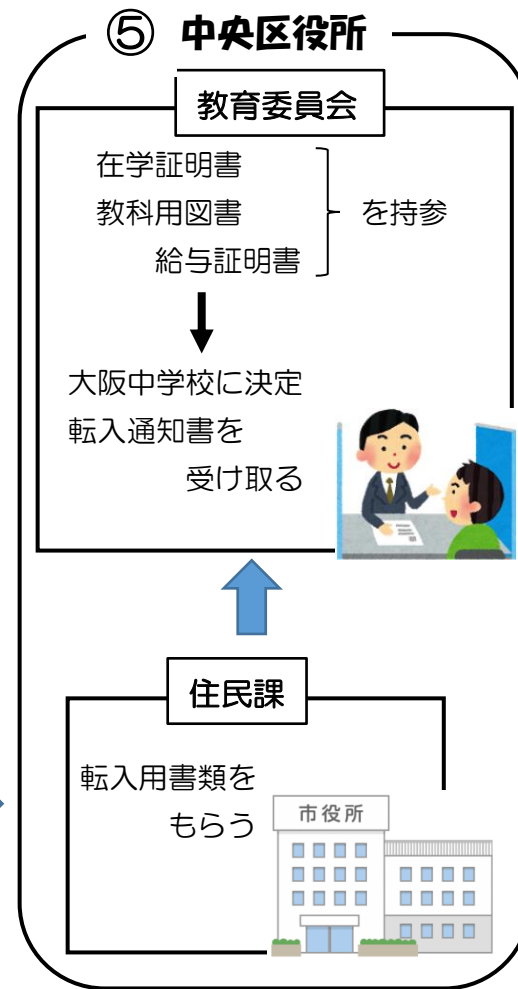 ⑤ 中央区役所
教育委員会
在学証明書
教科用図書
給与証明書
を持参
大阪中学校に決定
転入通知書を
受け取る
住民課
転入用書類を
もらう
市役所